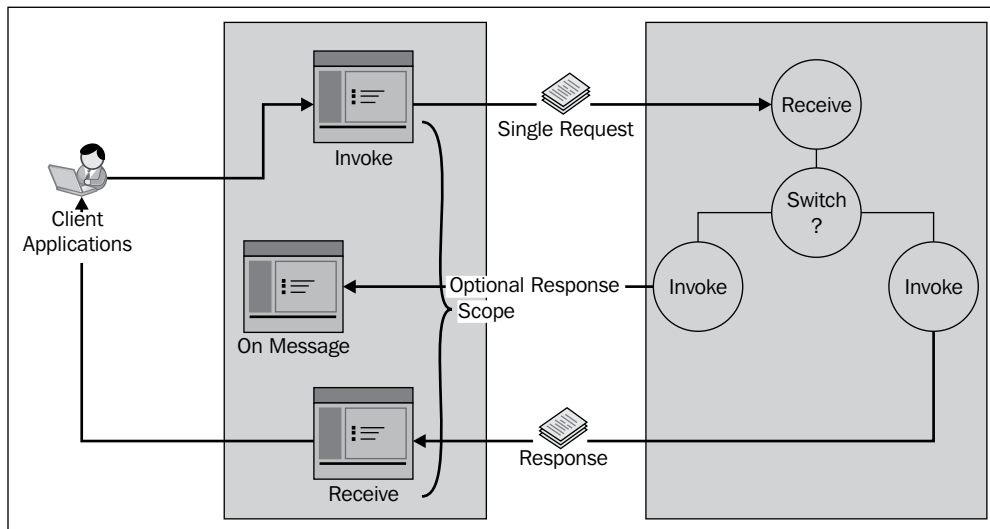 Invoke
Single Request
Receive
Client
Applications
Switch
?
On Message
Optional Response
Scope
Invoke
Invoke
Receive
Response